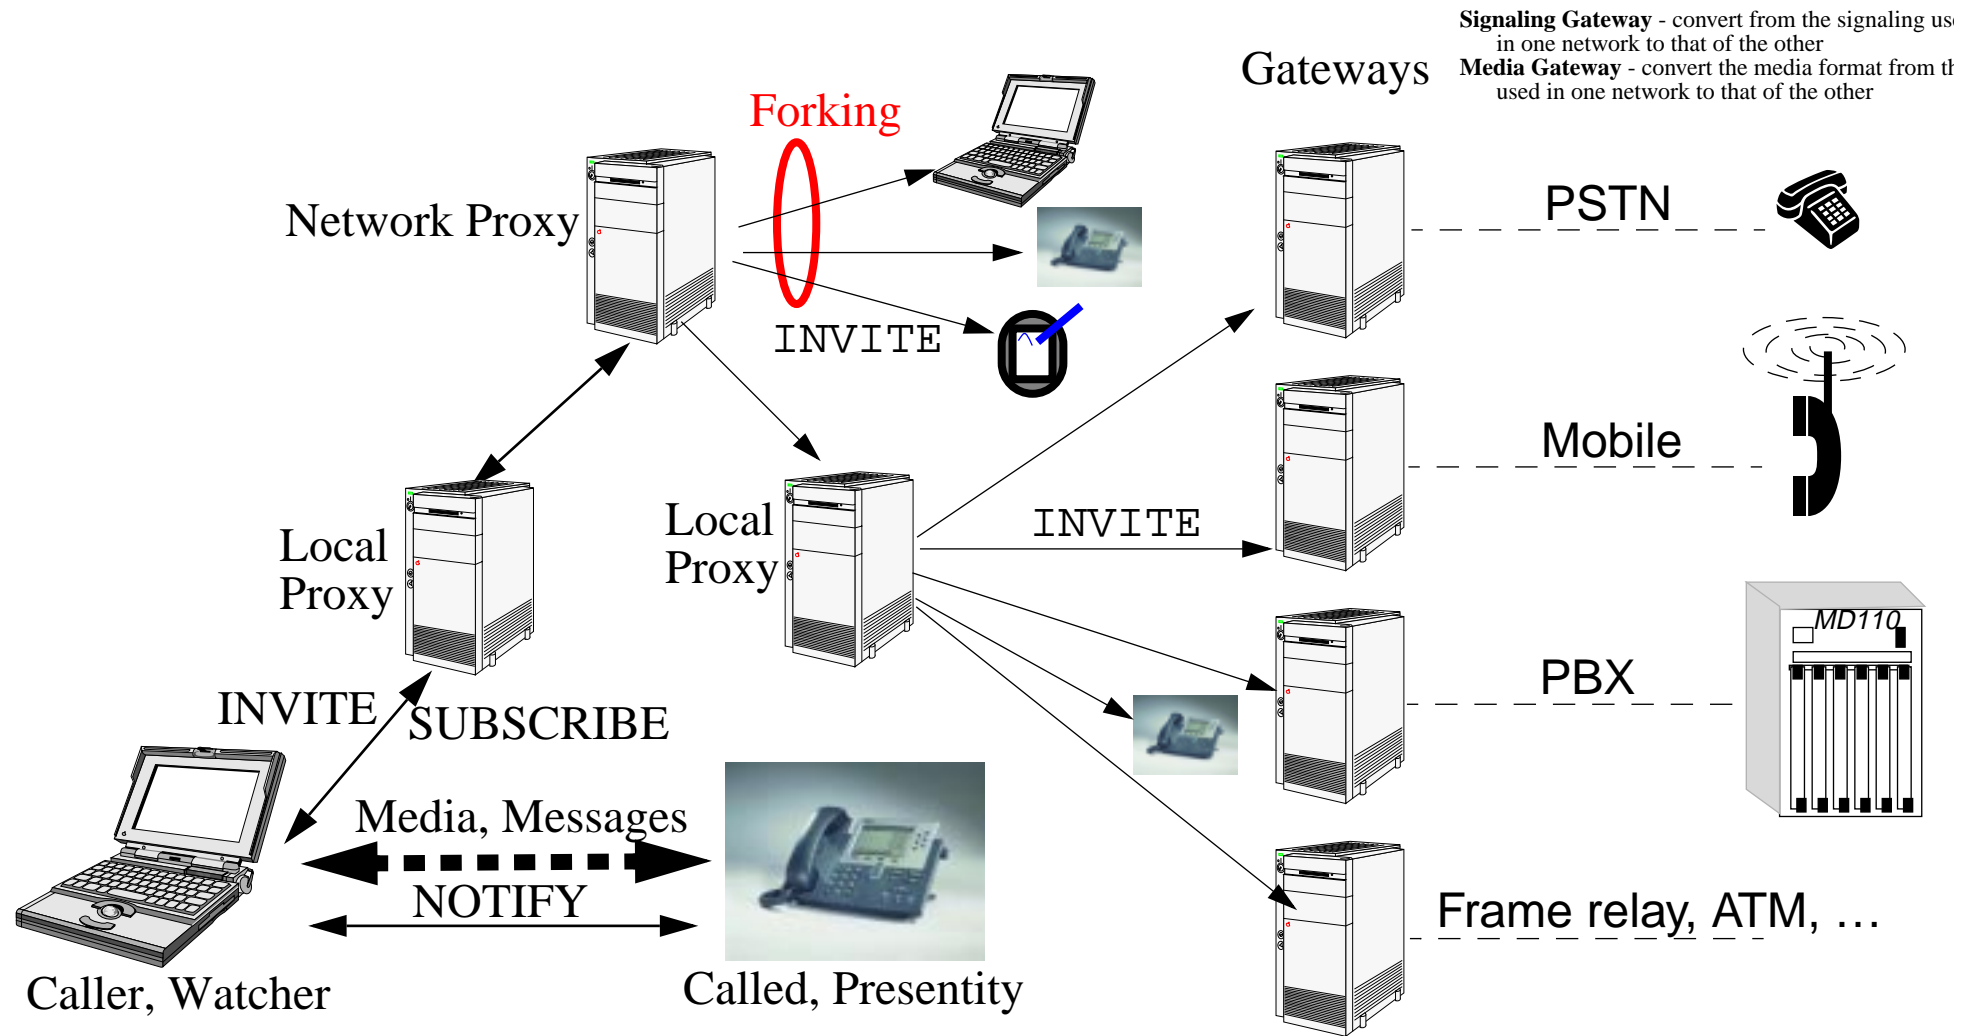 Signaling Gateway - convert from the signaling
in one network to that of the other
Gateways
Media Gateway - convert the media format from
used in one network to that of the other
Forking
PSTN
Network Proxy
INVITE
Mobile
Local
Proxy
Local
Proxy
INVITE
MD110
PBX
INVITE
SUBSCRIBE
Media, Messages
NOTIFY
Frame relay, ATM, …
Caller, Watcher
Called, Presentity